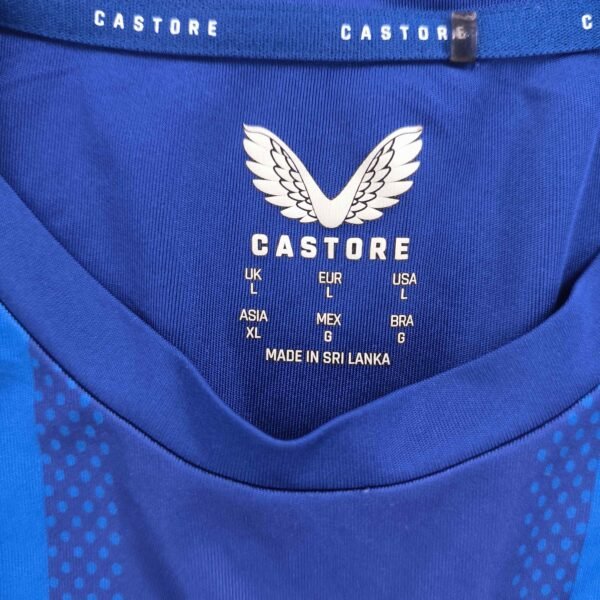 CASTORE CASTORE C
CASTORE
UK EUR USA
L L L
ASIA MEX BRA
XL G G
MADE IN SRI LANKA